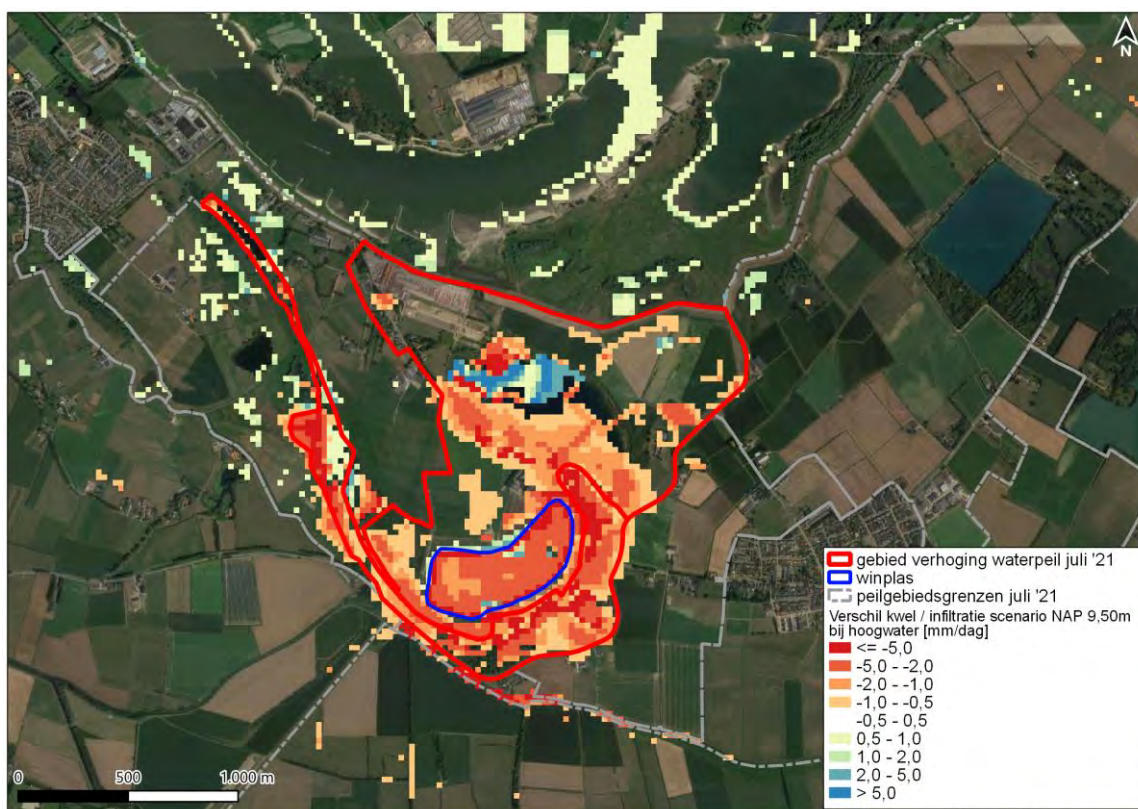 N
gebied verhoging waterpeil juli '21
winplas
peilgebiedsgrenzen juli '21
Verschil kwel / infiltratie scenario NAP 9,50m
bij hoogwater [mm/dag]
<= -5,0
-5,0 - -2,0
-2,0 - -1,0
-1,0 - -0,5
-0,5 - 0,5
0,5 - 1,0
1,0 - 2,0
2,0 - 5,0
> 5,0
0 500 1.000 m